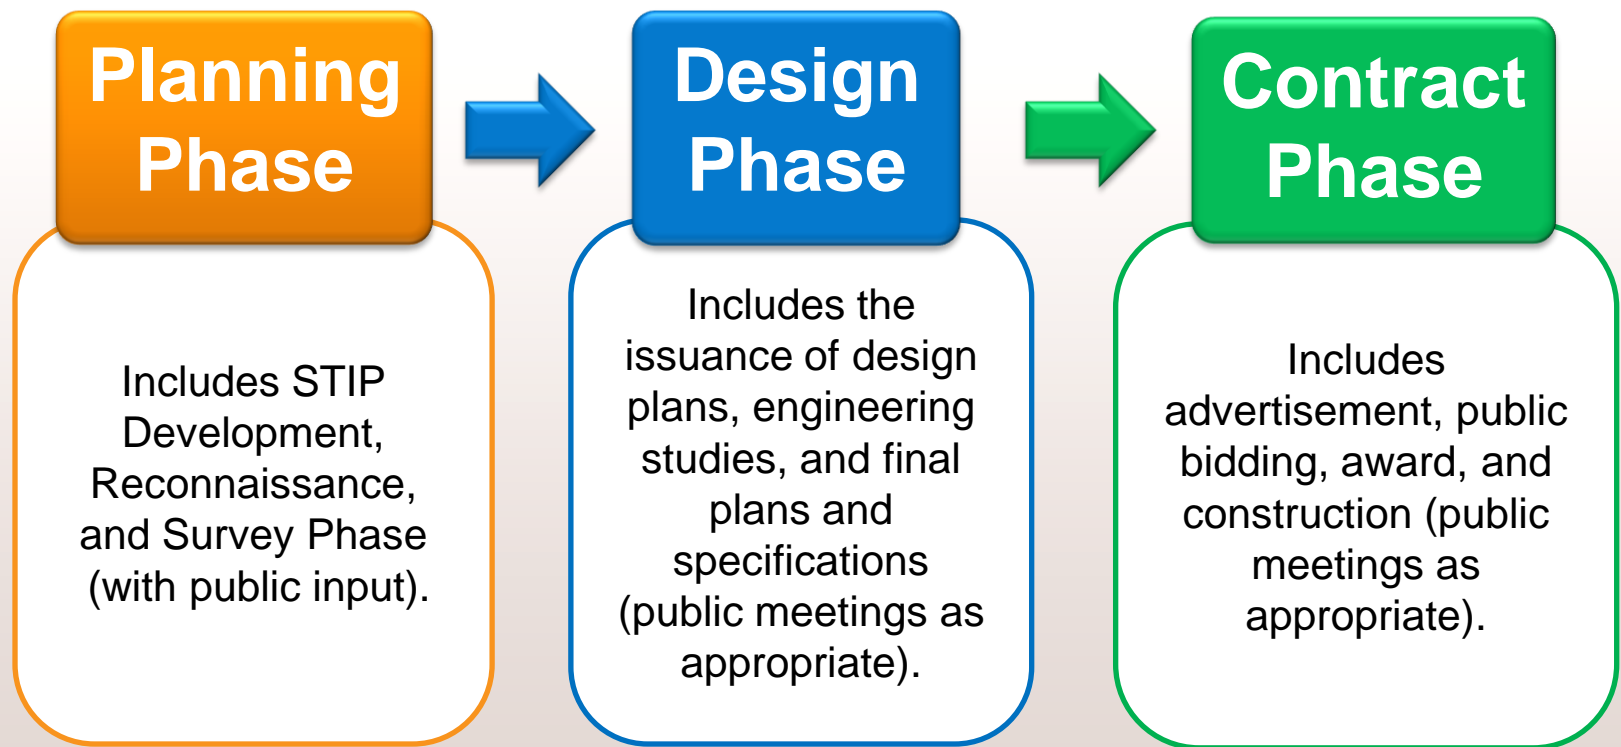 Planning
Phase
Includes STIP
Development,
Reconnaissance,
and Survey Phase
(with public input).
Design
Phase
Includes the
issuance of design
plans, engineering
studies, and final
plans and
specifications
(public meetings as
appropriate).
Contract
Phase
Includes
advertisement, public
bidding, award, and
construction (public
meetings as
appropriate).